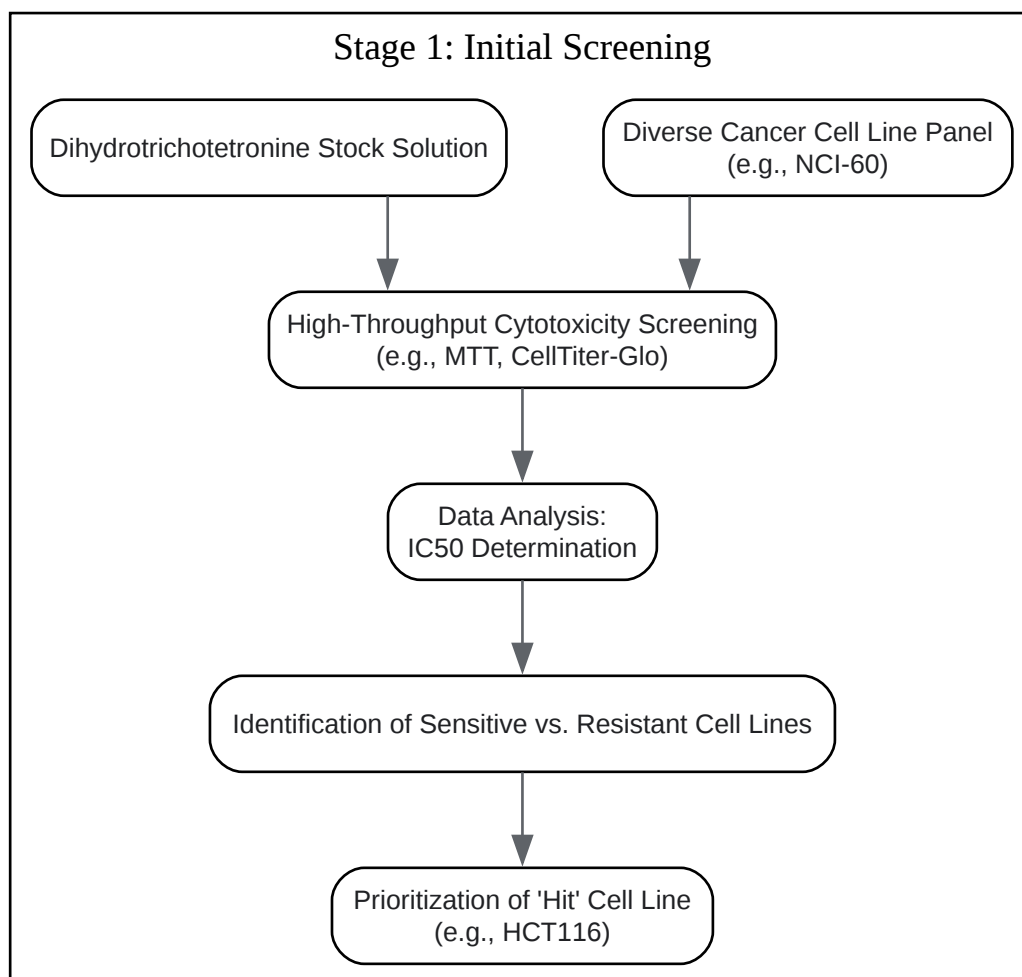 Stage 1: Initial Screening
Dihydrotrichotetronine Stock Solution
Diverse Cancer Cell Line Panel
(e.g., NCI-60)
High-Throughput Cytotoxicity Screening
(e.g., MTT, CellTiter-Glo)
Data Analysis:
IC50 Determination
Identification of Sensitive vs. Resistant Cell Lines
Prioritization of 'Hit' Cell Line
(e.g., HCT116)